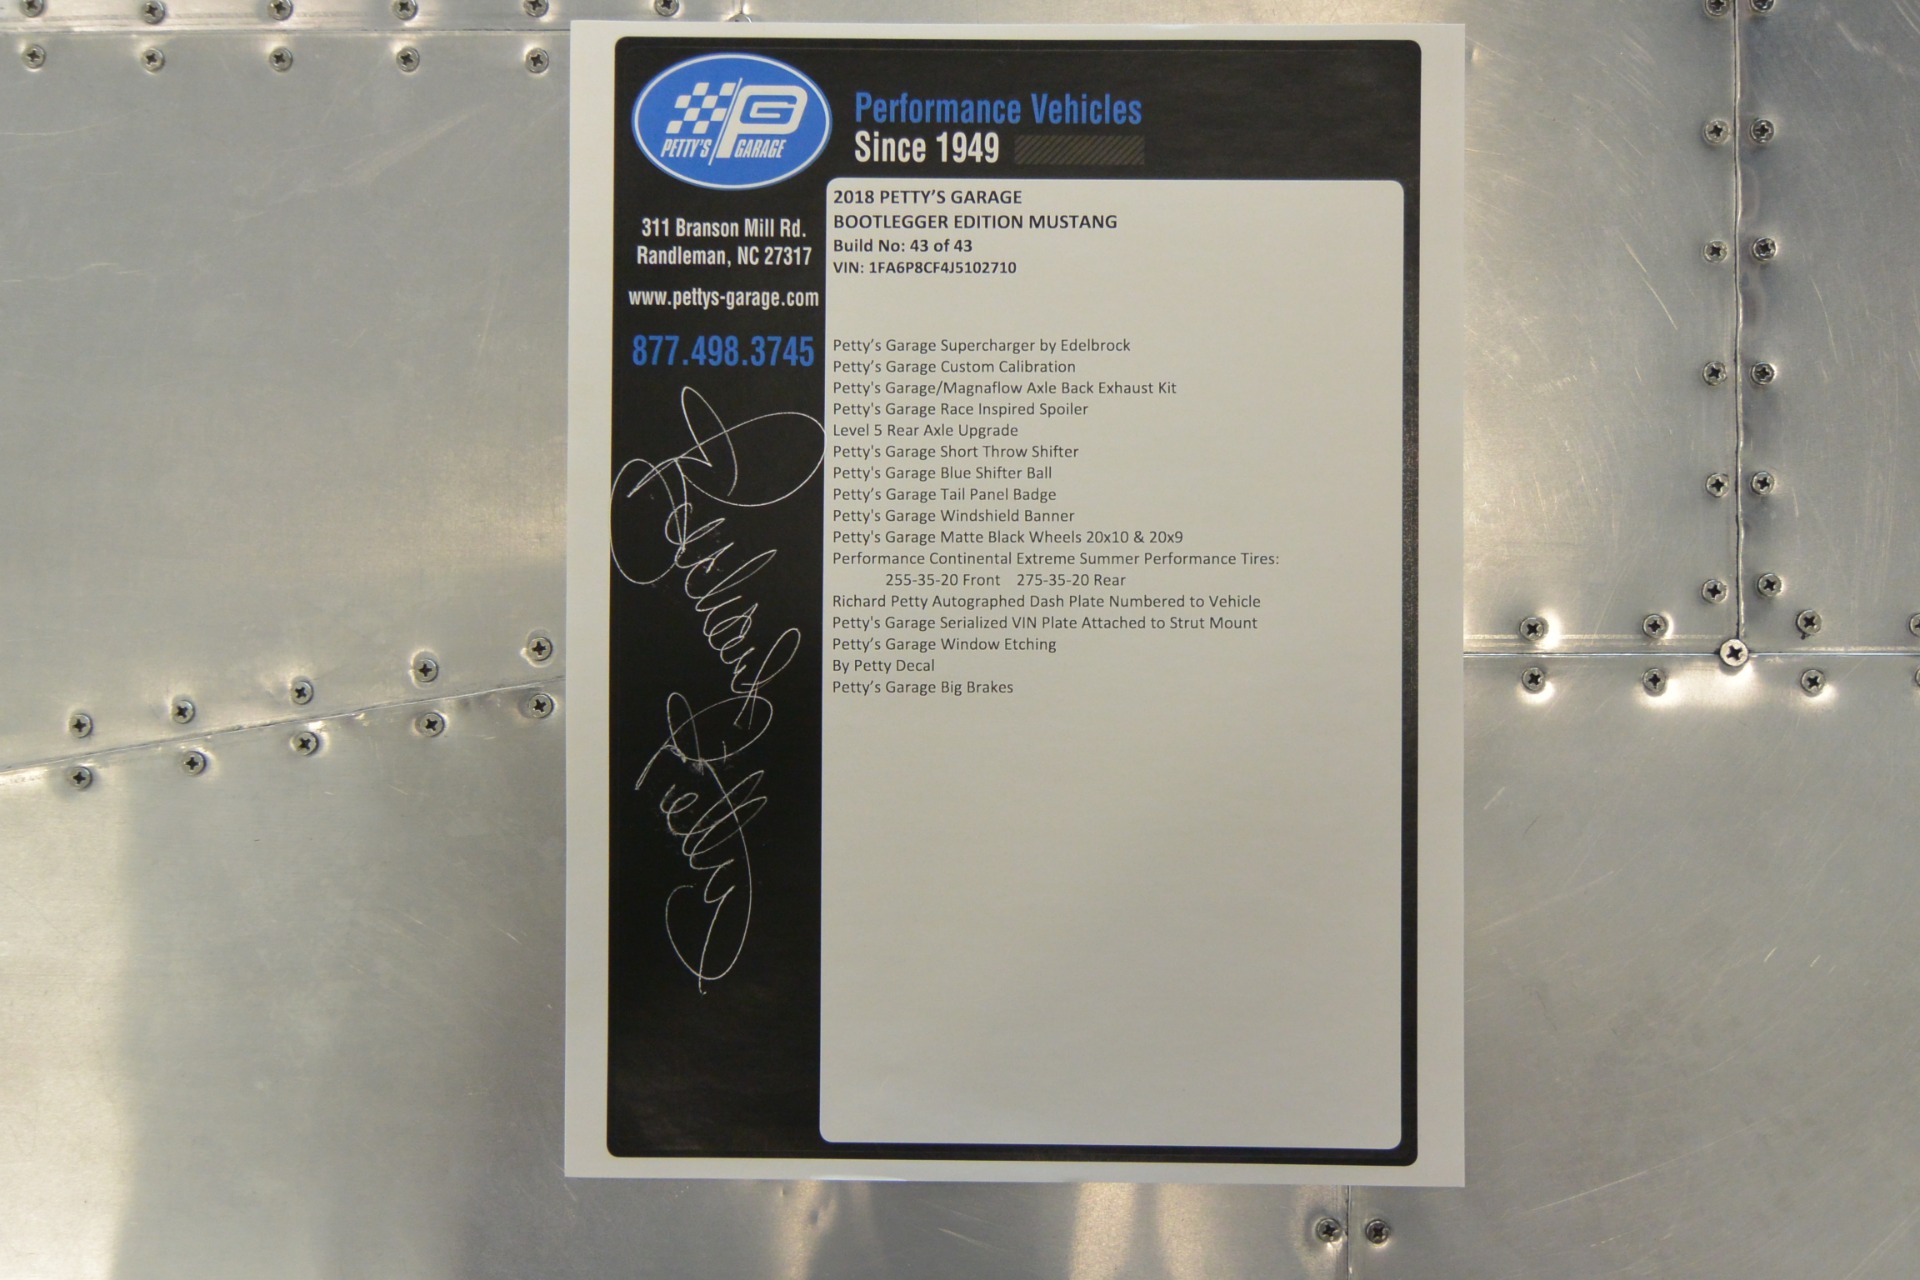 PETTY'S GARAGE
PG
Performance Vehicles
Since 1949
311 Branson Mill Rd.
Randleman, NC 27317
www.pettys-garage.com
877.498.3745
Richard Petty
2018 PETTY’S GARAGE
BOOTLEGGER EDITION MUSTANG
Build No: 43 of 43
VIN: 1FA6P8CF4J5102710
Petty’s Garage Supercharger by Edelbrock
Petty’s Garage Custom Calibration
Petty's Garage/Magnaflow Axle Back Exhaust Kit
Petty's Garage Race Inspired Spoiler
Level 5 Rear Axle Upgrade
Petty's Garage Short Throw Shifter
Petty's Garage Blue Shifter Ball
Petty’s Garage Tail Panel Badge
Petty's Garage Windshield Banner
Petty's Garage Matte Black Wheels 20x10 & 20x9
Performance Continental Extreme Summer Performance Tires:
255-35-20 Front 275-35-20 Rear
Richard Petty Autographed Dash Plate Numbered to Vehicle
Petty's Garage Serialized VIN Plate Attached to Strut Mount
Petty’s Garage Window Etching
By Petty Decal
Petty’s Garage Big Brakes